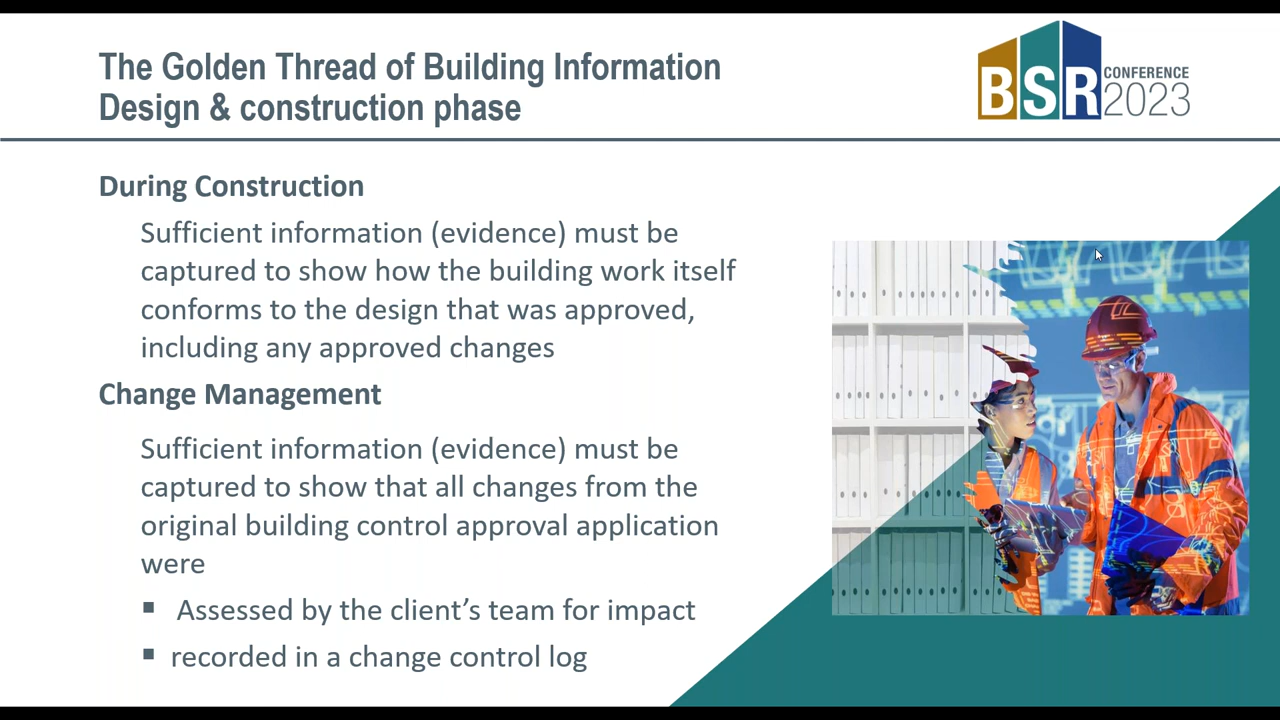 The Golden Thread of Building Information
Design & construction phase
BSR CONFERENCE 2023
During Construction
Sufficient information (evidence) must be
captured to show how the building work itself
conforms to the design that was approved,
including any approved changes
Change Management
Sufficient information (evidence) must be
captured to show that all changes from the
original building control approval application
were
▪ Assessed by the client’s team for impact
▪ recorded in a change control log